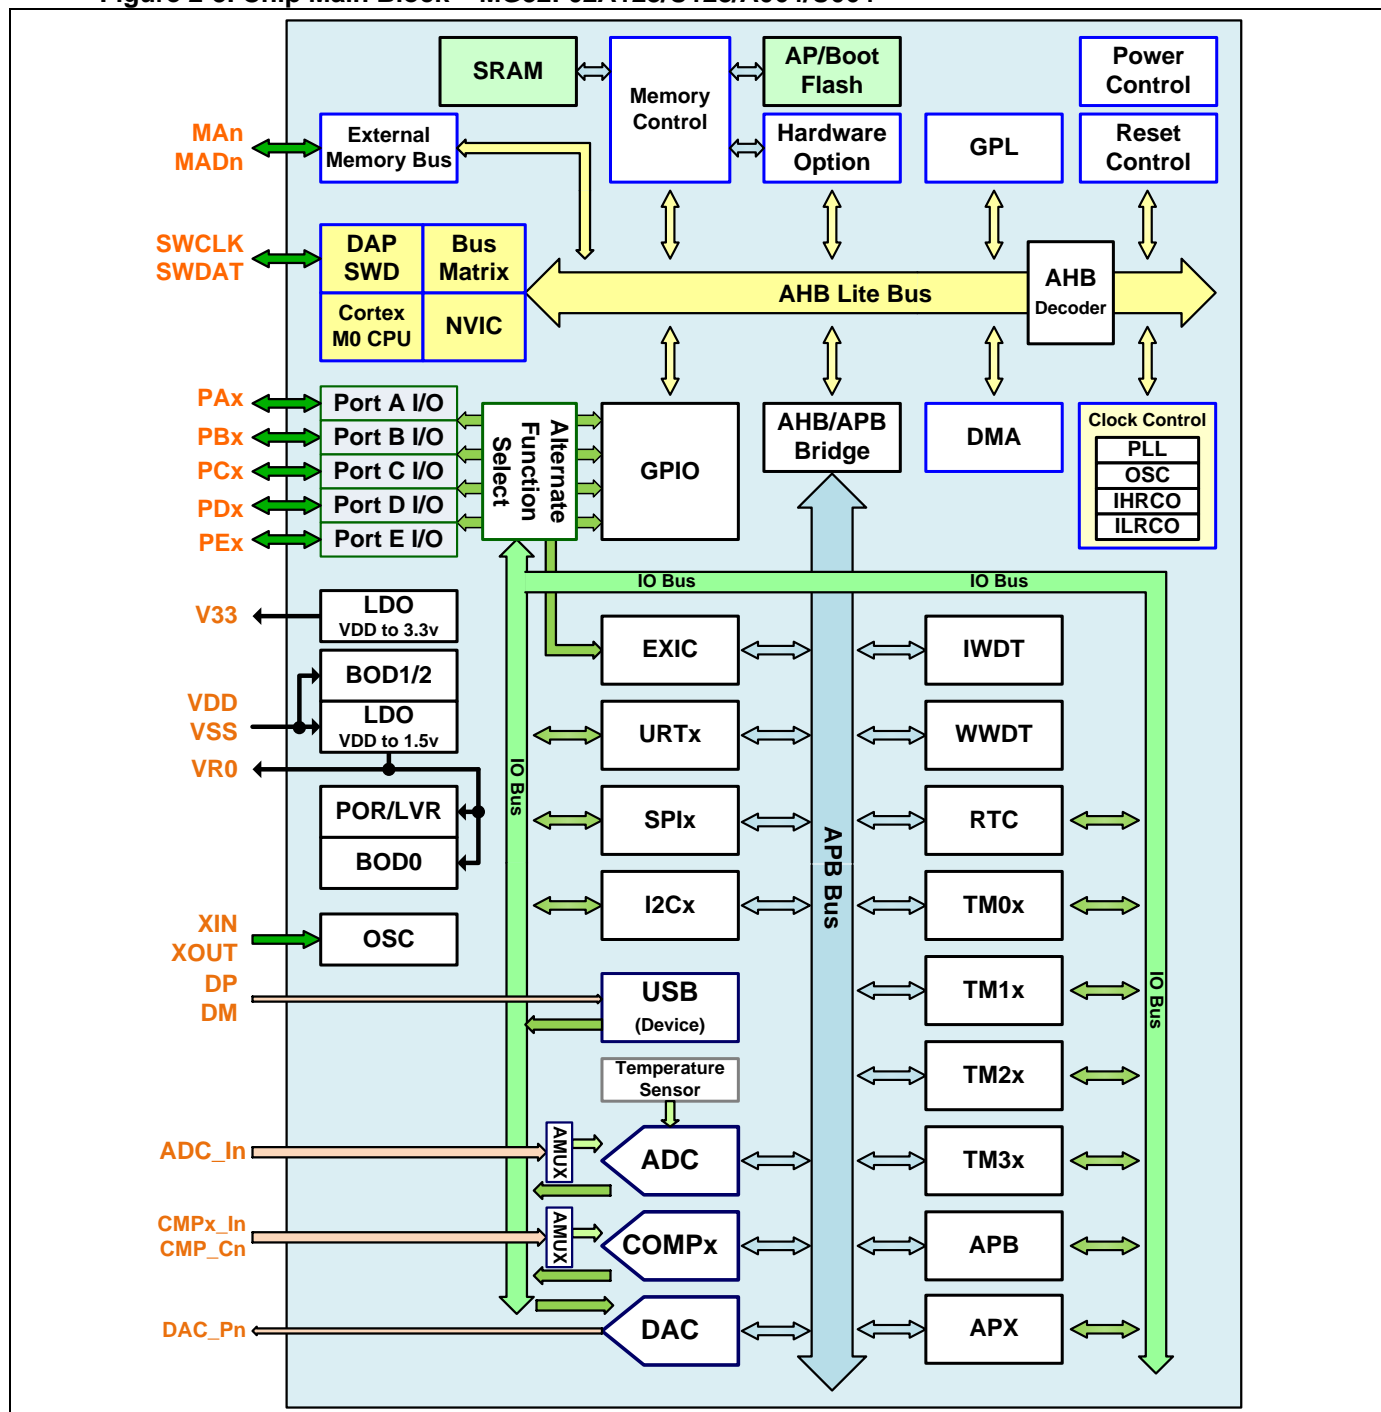 SRAM
Memory
Control
AP/Boot
Flash
Power
Control
MAn
MADn
External
Memory Bus
Hardware
Option
GPL
Reset
Control
SWCLK
SWDAT
DAP
SWD
Bus
Matrix
Cortex
M0 CPU
NVIC
AHB Lite Bus
AHB
Decoder
PAx
PBx
PCx
PDx
PEx
Port A I/O
Port B I/O
Port C I/O
Port D I/O
Port E I/O
Alternate
Function
Select
GPIO
AHB/APB
Bridge
DMA
Clock Control
PLL
OSC
IHRCO
ILRCO
IO Bus
IO Bus
V33
LDO
VDD to 3.3v
EXIC
IWDT
VDD
VSS
BOD1/2
LDO
VDD to 1.5v
URTx
WWDT
VR0
IO Bus
POR/LVR
BOD0
SPIx
APB Bus
RTC
I2Cx
TM0x
XIN
XOUT
OSC
DP
DM
USB
(Device)
TM1x
IO Bus
Temperature
Sensor
TM2x
ADC_In
AMUX
ADC
TM3x
CMPx_In
CMP_Cn
AMUX
COMPx
APB
DAC_Pn
DAC
APX